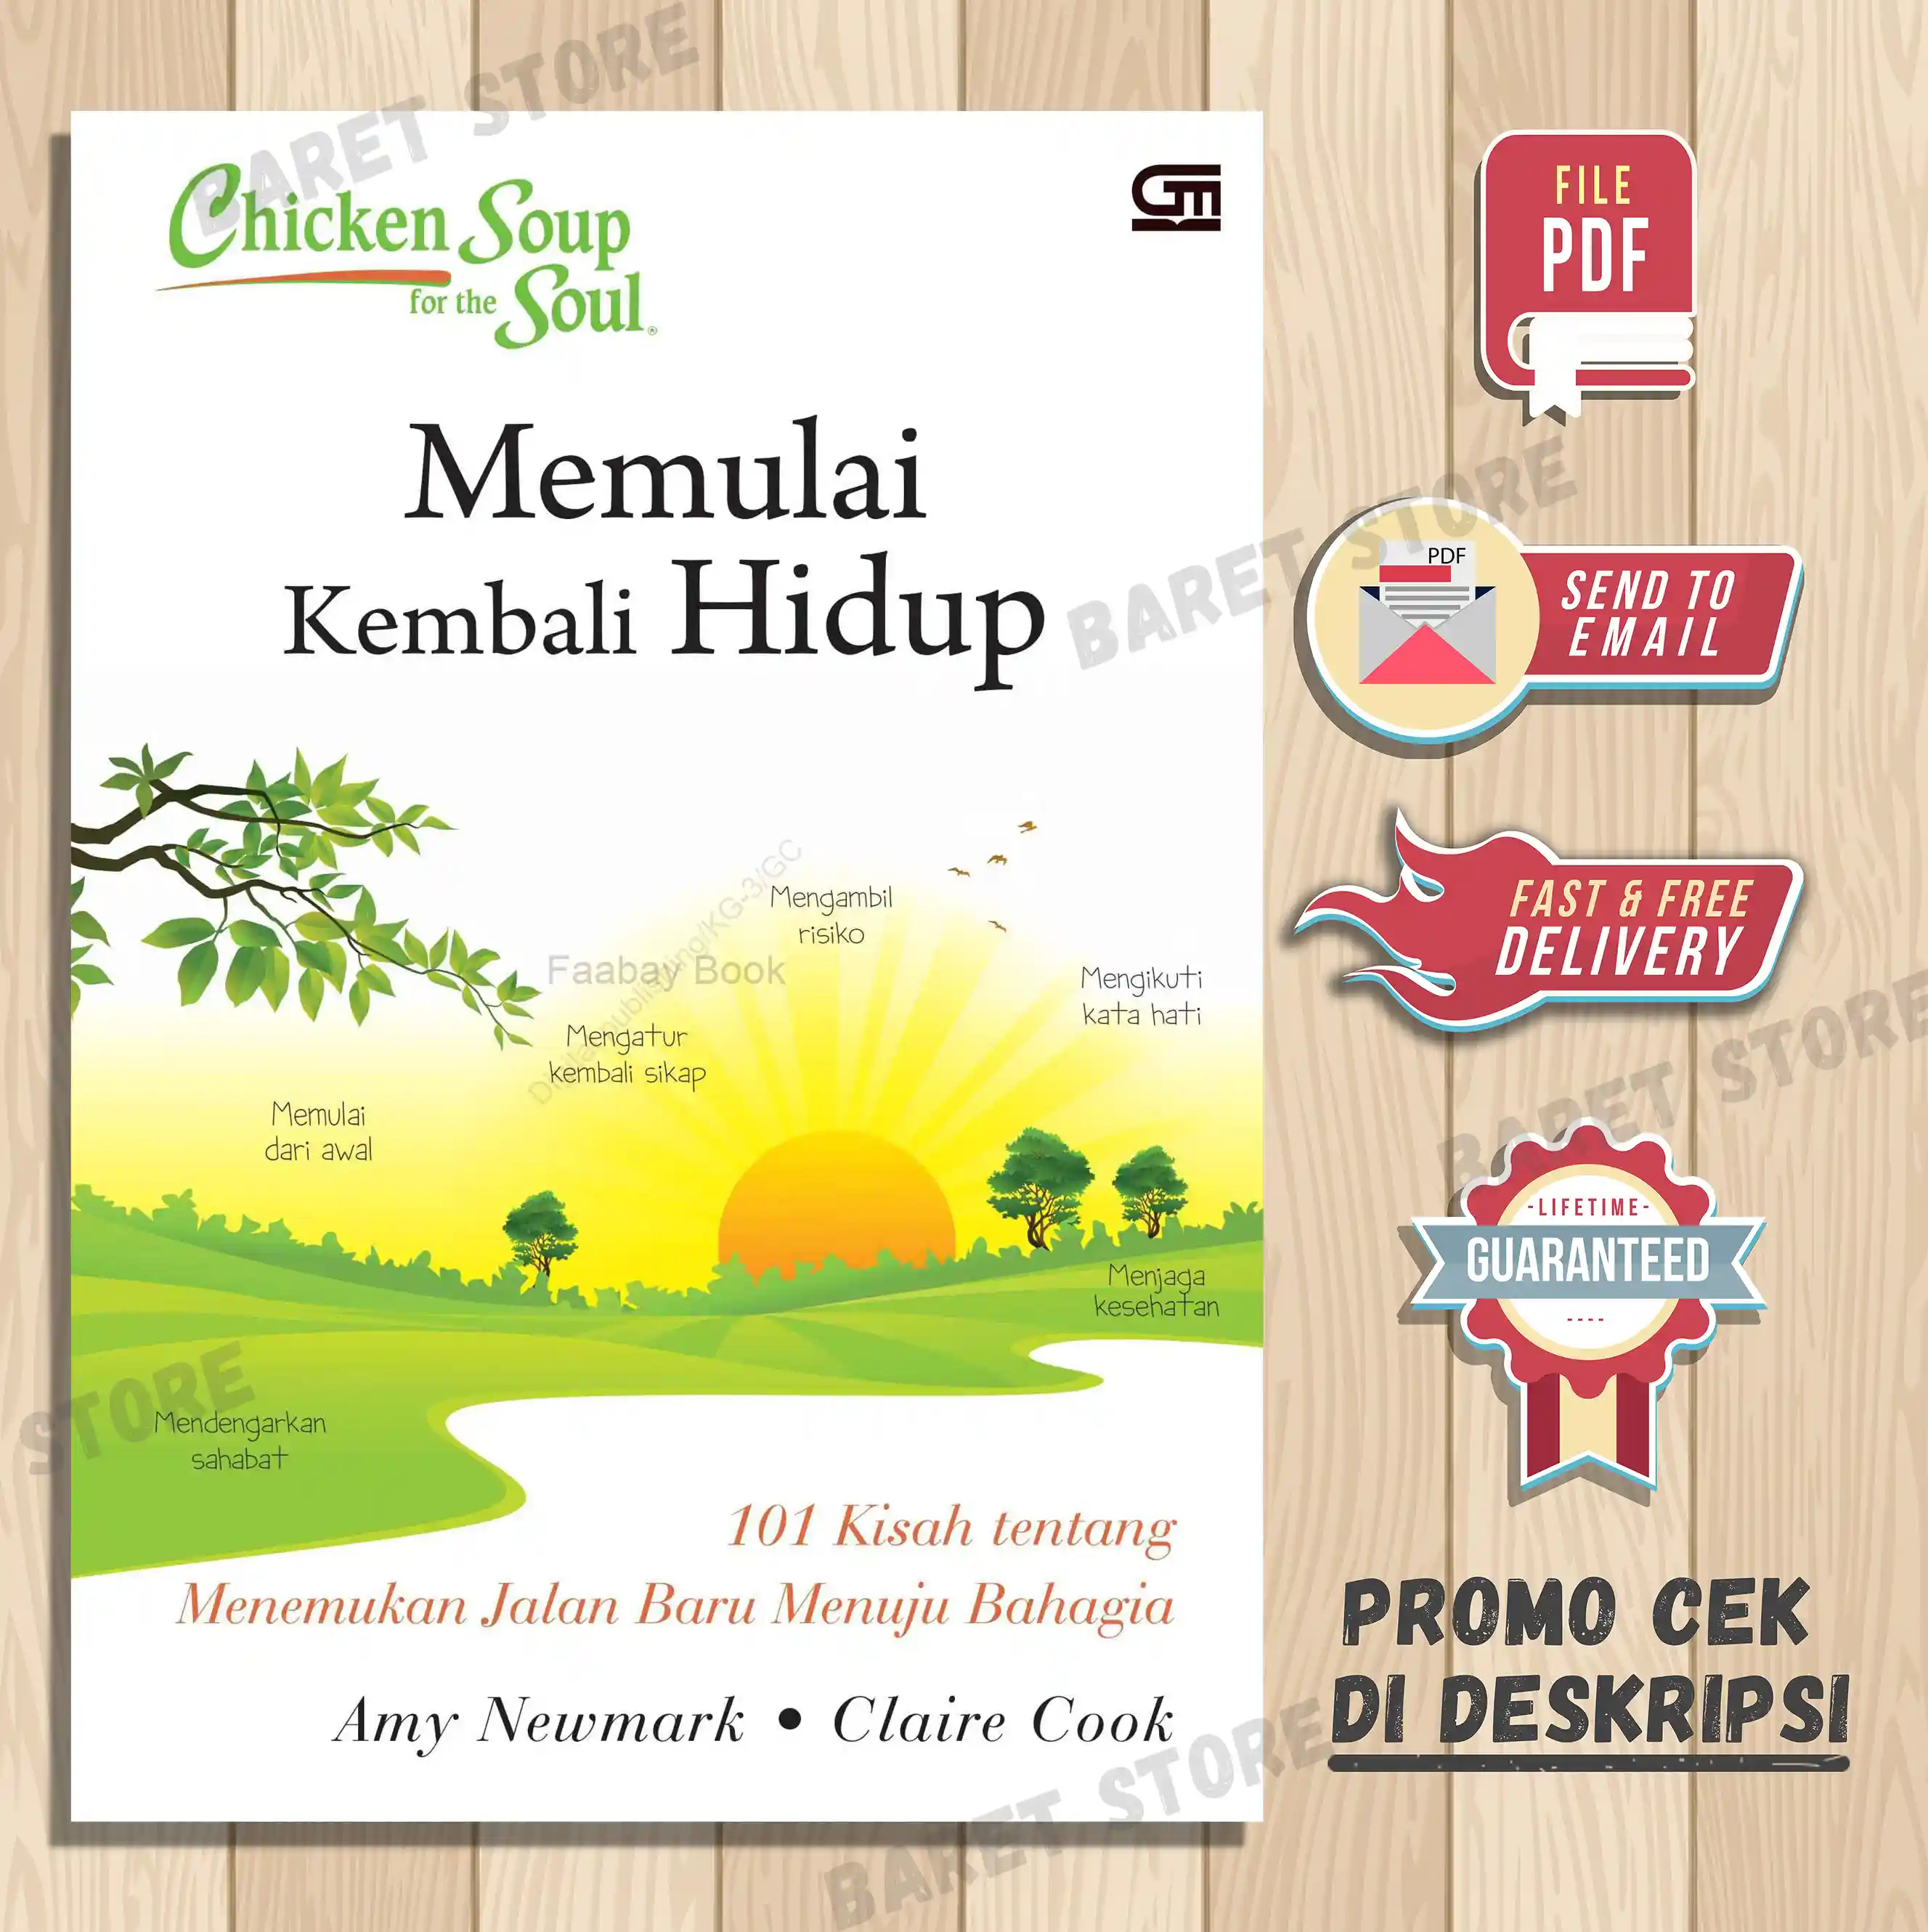 BARET STORE
Chicken Soup
for the Soul®
GM
Memulai
Kembali Hidup
Mengambil
risiko
Mengikuti
kata hati
Faabay Book
Mengatur
kembali sikap
Memulai
dari awal
Menjaga
kesehatan
Mendengarkan
sahabat
101 Kisah tentang
Menemukan Jalan Baru Menuju Bahagia
Amy Newmark • Claire Cook
FILE
PDF
BARET STORE
PDF
SEND TO
EMAIL
FAST & FREE
DELIVERY
BARET STORE
-LIFETIME-
GUARANTEED
----
STORE
PROMO CEK
DI DESKRIPSI
BARET STORE